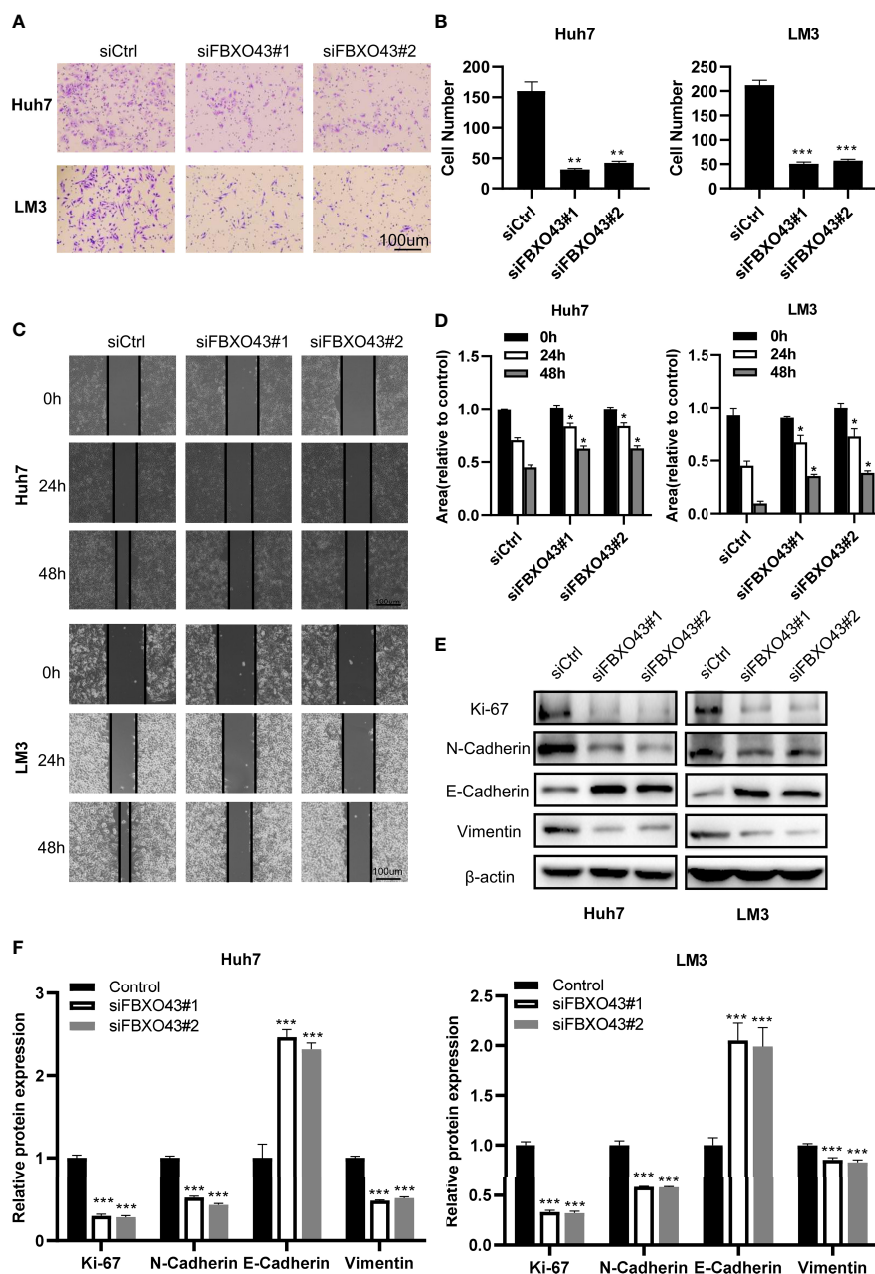 A
siCtrl siFBXO43#1 siFBXO43#2
Huh7
LM3
100um
B
Huh7
Cell Number
200
150
100
50
0
siCtrl
siFBXO43#1
siFBXO43#2
**
**
LM3
Cell Number
250
200
150
100
50
0
siCtrl
siFBXO43#1
siFBXO43#2
***
***
C
siCtrl siFBXO43#1 siFBXO43#2
Huh7
0h
24h
48h
100um
LM3
0h
24h
48h
100um
D
Huh7
0h
24h
48h
Area(relative to control)
1.5
1.0
0.5
0.0
* * * *
siCtrl
siFBXO43#1
siFBXO43#2
LM3
0h
24h
48h
Area(relative to control)
1.5
1.0
0.5
0.0
* * * *
siCtrl
siFBXO43#1
siFBXO43#2
E
siCtrl siFBXO43#1 siFBXO43#2 siCtrl siFBXO43#1 siFBXO43#2
Ki-67
N-Cadherin
E-Cadherin
Vimentin
β-actin
Huh7 LM3
F
Huh7
Control
siFBXO43#1
siFBXO43#2
Relative protein expression
3
2
1
0
*** *** *** *** *** *** *** ***
Ki-67 N-Cadherin E-Cadherin Vimentin
LM3
Control
siFBXO43#1
siFBXO43#2
Relative protein expression
2.5
2.0
1.5
1.0
0.5
0.0
*** *** *** *** *** *** *** ***
Ki-67 N-Cadherin E-Cadherin Vimentin